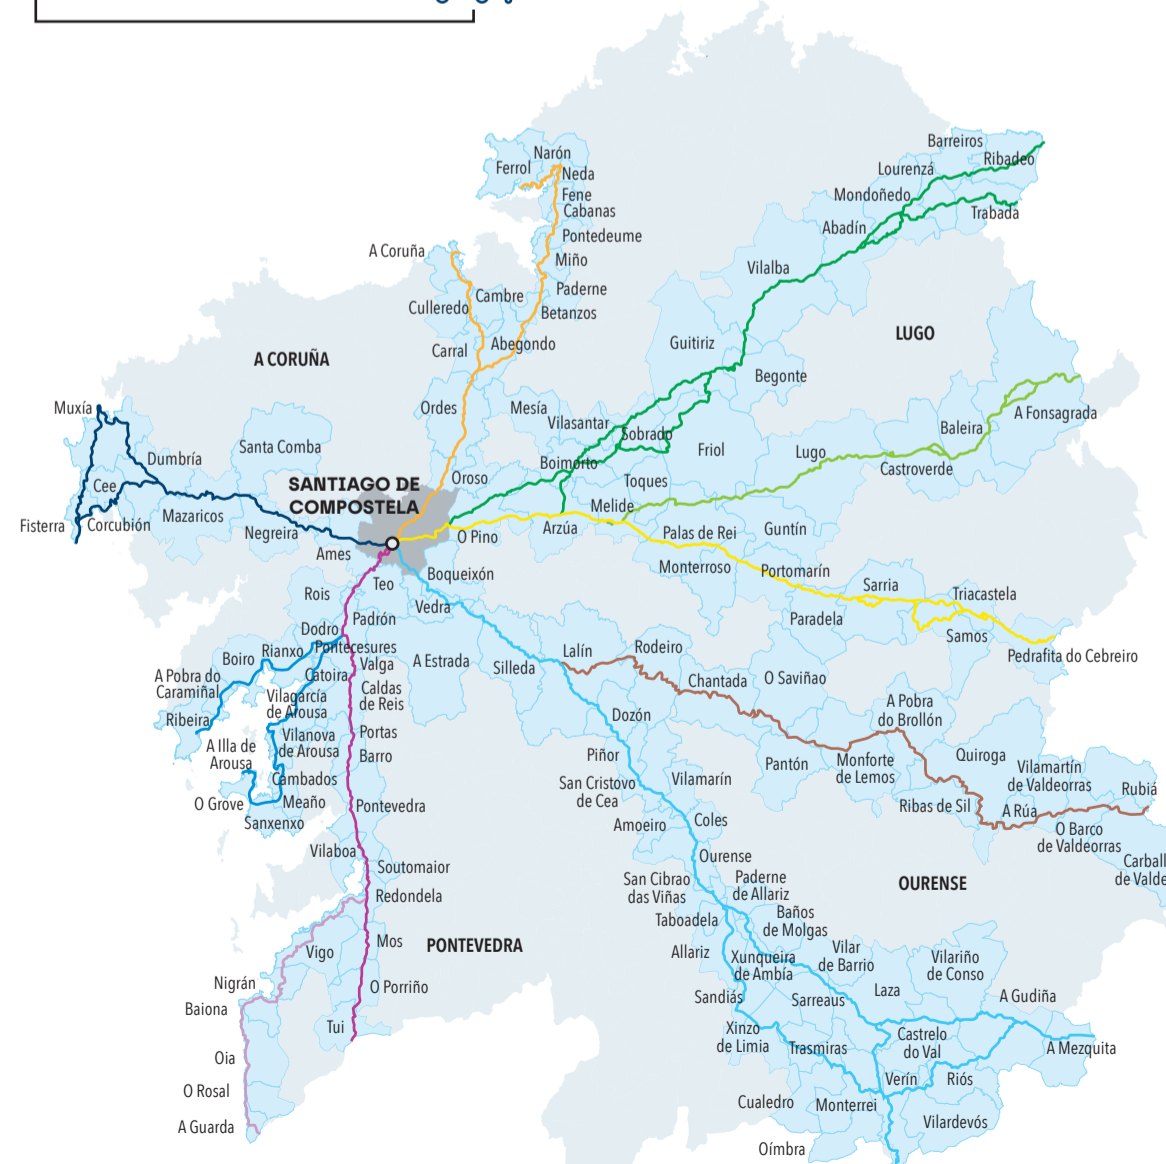 Barreiros
Narón
Ribadeo
Ferrol
Lourenzá
Neda
Fene
Mondoñedo
Cabanas
Trabada
Abadín
Pontedeume
A Coruña
Miño
Vilalba
Paderne
Cambre
Culleredo
Betanzos
LUGO
Guitiriz
Abegondo
Carral
A CORUÑA
Begonte
Muxía
Ordes
Mesía
A Fonsagrada
Vilasantar
Baleira
Sobrado
Santa Comba
Friol
Lugo
Dumbría
Boimorto
Castroverde
Oroso
Toques
SANTIAGO DE
COMPOSTELA
Cee
Melide
Mazaricos
Fisterra
Corcubión
Arzúa
Guntín
Negreira
O Pino
Palas de Rei
Ames
Monterroso
Portomarín
Boqueixón
Teo
Sarria
Rois
Triacastela
Vedra
Padrón
Paradela
Dodro
Samos
Pontecesures
Rodeiro
Rianxo
Lalín
Boiro
Pedrafita do Cebreiro
Valga
A Estrada
Silleda
A Pobra do
Caramiñal
Catoira
O Saviñao
Chantada
Caldas
de Reis
Vilagarcía
de Arousa
A Pobra
do Brollón
Ribeira
Dozón
Portas
Vilanova
de Arousa
A Illa de
Arousa
Barro
Piñor
Quiroga
Monforte
de Lemos
Pantón
Vilamartín
de Valdeorras
Cambados
Vilamarín
San Cristovo
de Cea
Rubiá
O Grove
Meaño
Pontevedra
Ribas de Sil
A Rúa
Sanxenxo
Coles
Amoeiro
O Barco
de Valdeorras
Vilaboa
Ourense
Soutomaior
Carball
de Valde
San Cibrao
das Viñas
Paderne
de Allariz
OURENSE
Redondela
Taboadela
Baños
de Molgas
Mos
PONTEVEDRA
Vigo
Allariz
Xunqueira
de Ambía
Vilar
de Barrio
Vilariño
de Conso
Nigrán
O Porriño
Laza
Sandiás
Sarreaus
A Gudiña
Baiona
Tui
Xinzo
de Limia
Castrelo
do Val
Trasmiras
A Mezquita
Oia
Verín
Riós
O Rosal
Cualedro
Monterrei
A Guarda
Vilardevós
Oímbra